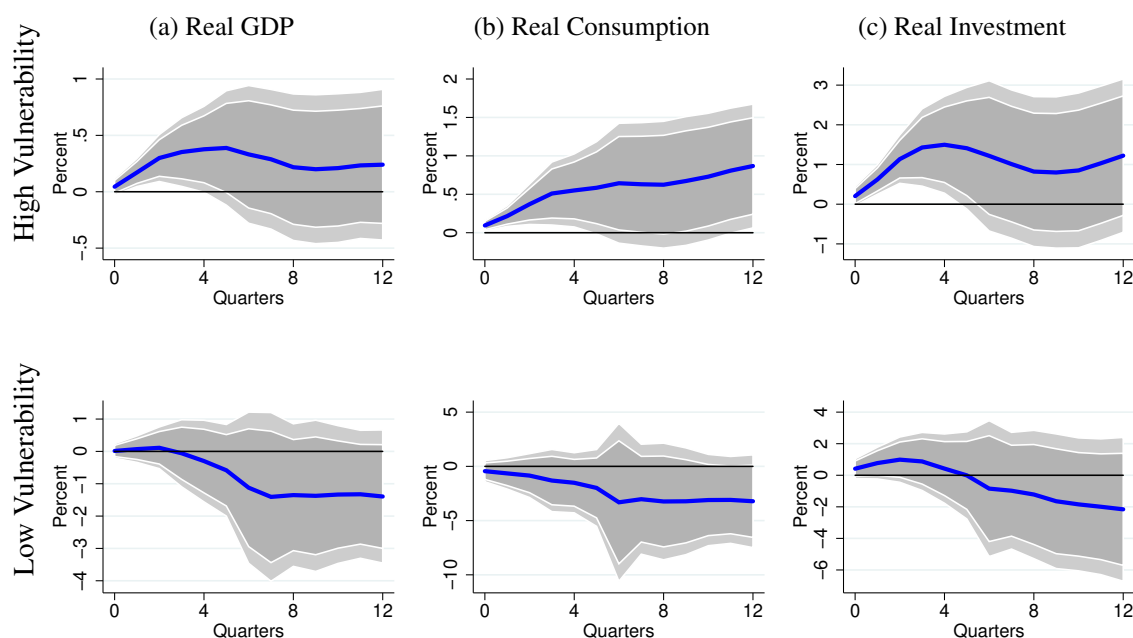 (a) Real GDP
(b) Real Consumption
(c) Real Investment
High Vulnerability
Percent
1
.5
0
−.5
0 4 8 12
Quarters
Percent
2
1.5
1
.5
0
0 4 8 12
Quarters
Percent
3
2
1
0
−1
0 4 8 12
Quarters
Low Vulnerability
Percent
1
0
−1
−2
−3
−4
0 4 8 12
Quarters
Percent
5
0
−5
−10
0 4 8 12
Quarters
Percent
4
2
0
−2
−4
−6
0 4 8 12
Quarters